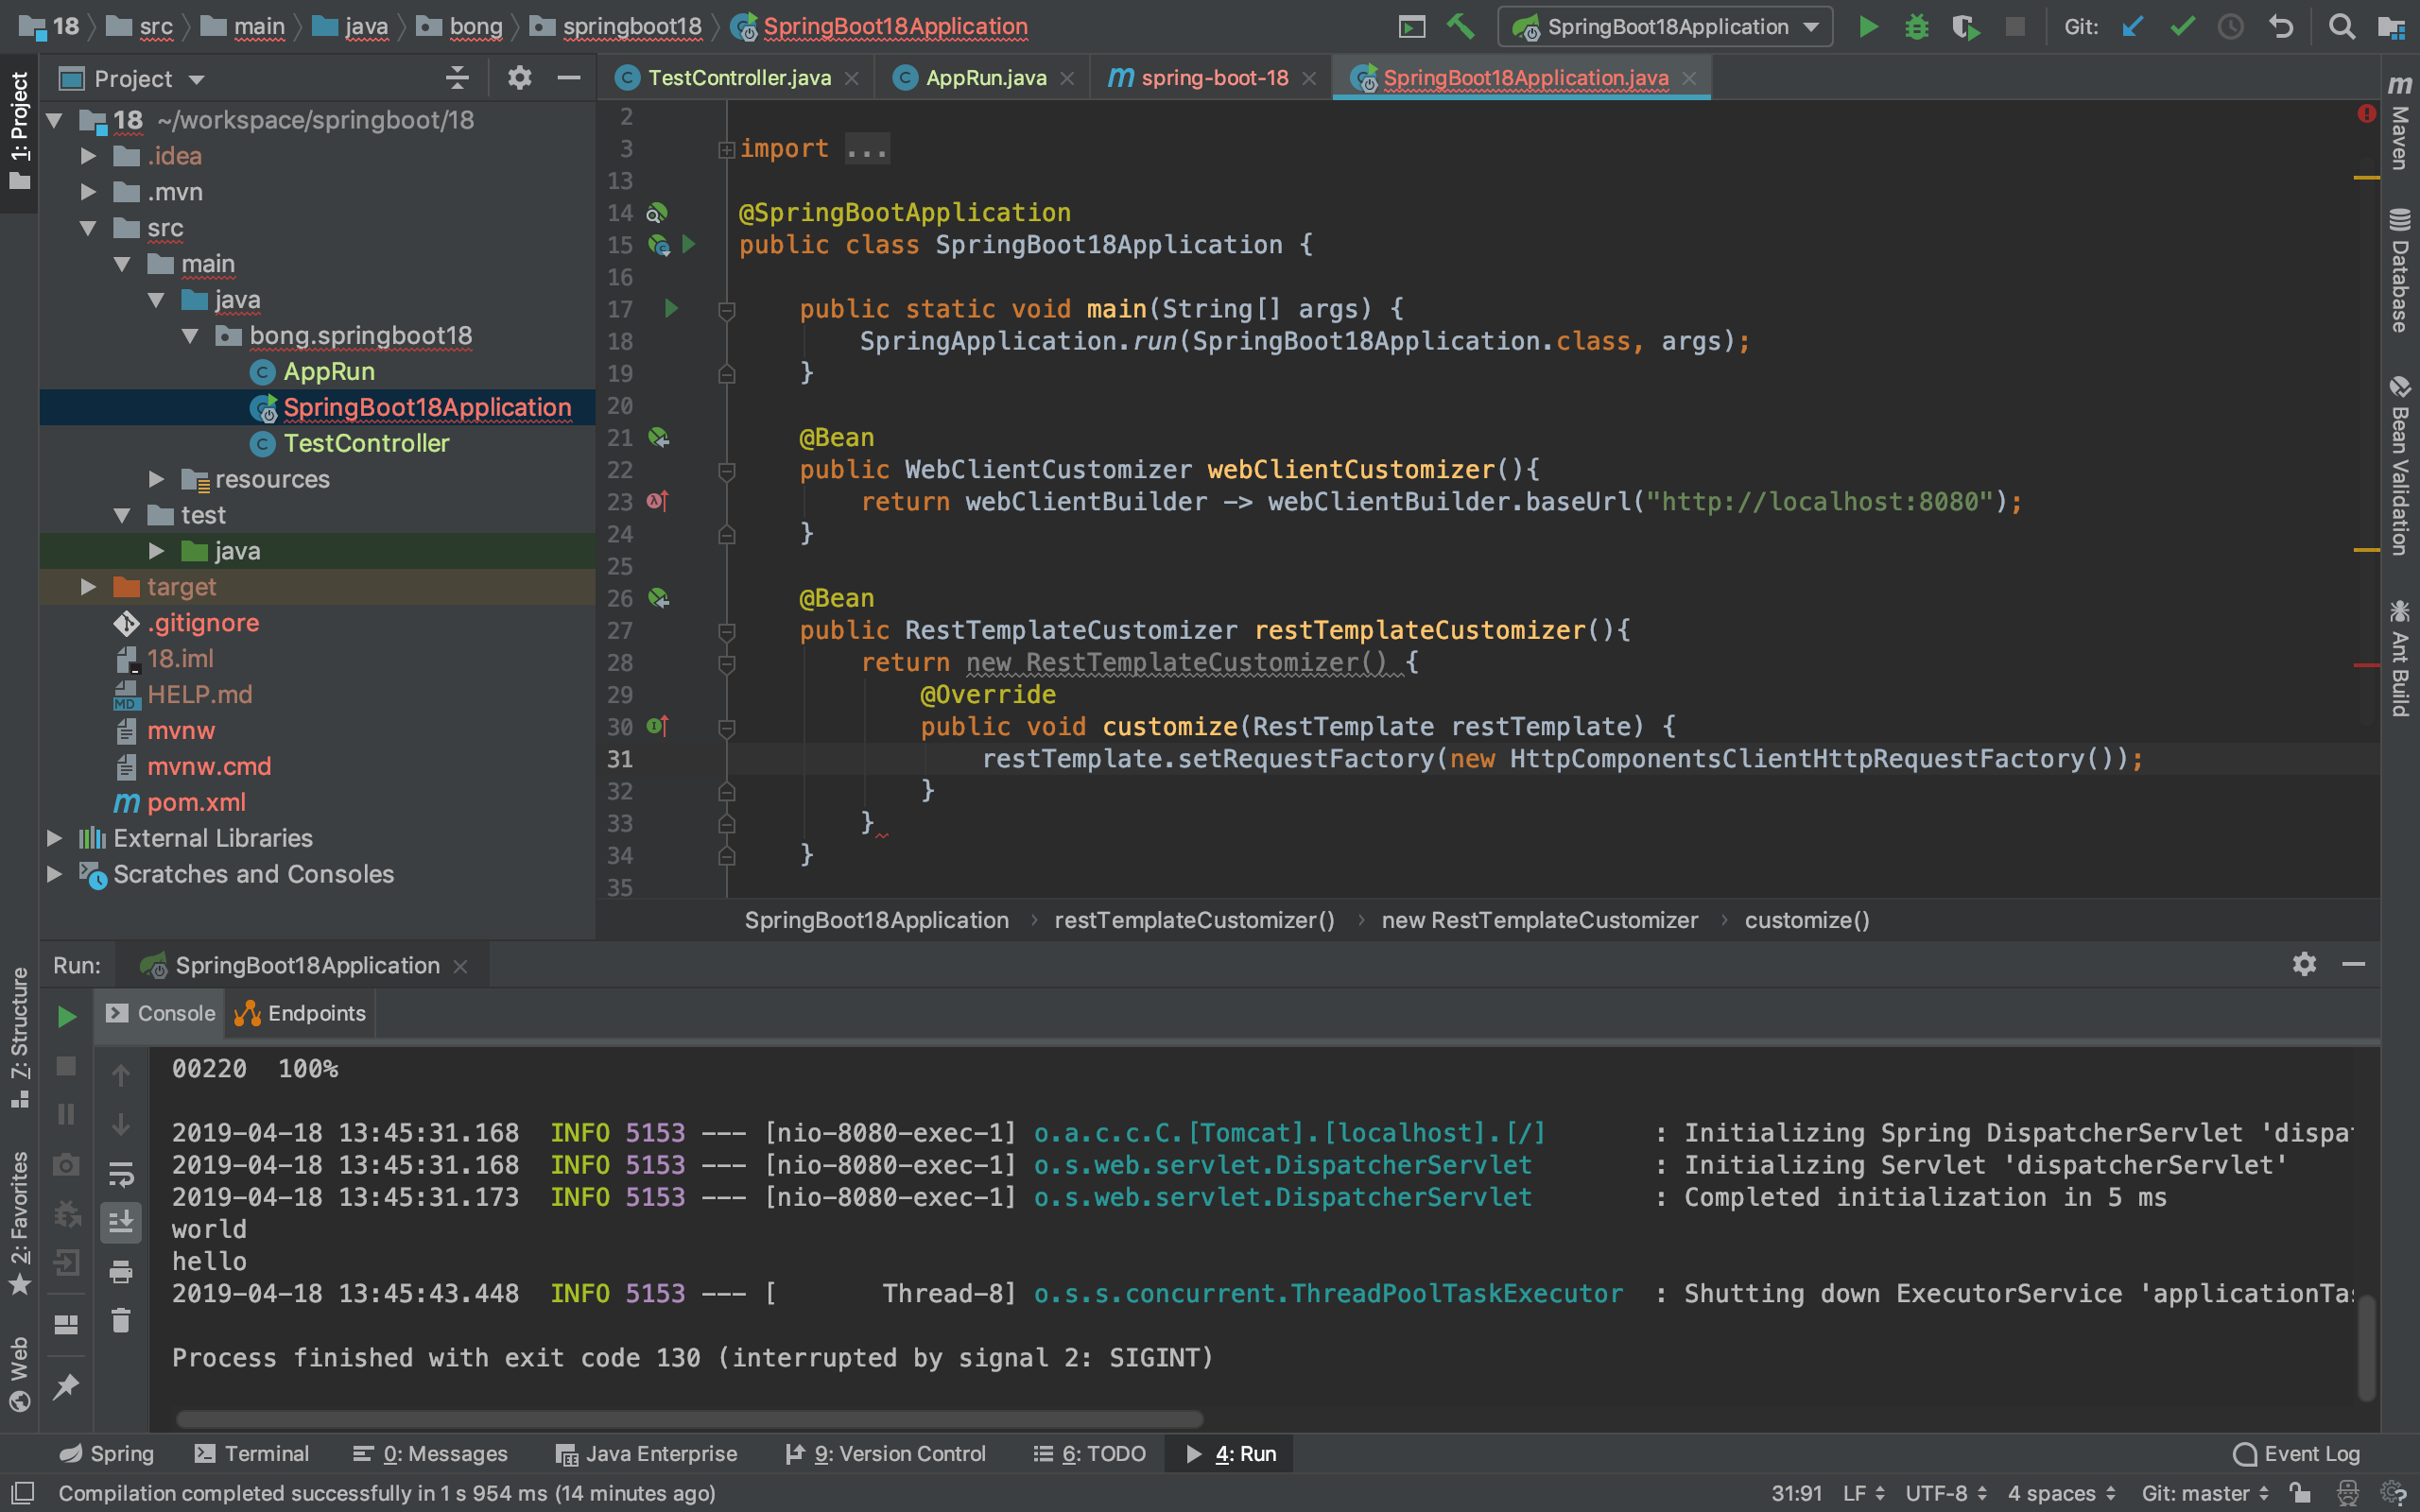 18 src main java bong springboot18 SpringBoot18Application SpringBoot18Application Git:
Project
TestController.java AppRun.java spring-boot-18 SpringBoot18Application.java
1: Project
7: Structure
2: Favorites
Web
18 ~/workspace/springboot/18
.idea
.mvn
src
main
java
bong.springboot18
AppRun
SpringBoot18Application
TestController
resources
test
java
target
.gitignore
18.iml
HELP.md
mvnw
mvnw.cmd
pom.xml
External Libraries
Scratches and Consoles
2
3 import ...
13
14 @SpringBootApplication
15 public class SpringBoot18Application {
16
17 public static void main(String[] args) {
18 SpringApplication.run(SpringBoot18Application.class, args);
19 }
20
21 @Bean
22 public WebClientCustomizer webClientCustomizer(){
23 return webClientBuilder -> webClientBuilder.baseUrl("http://localhost:8080");
24 }
25
26 @Bean
27 public RestTemplateCustomizer restTemplateCustomizer(){
28 return new RestTemplateCustomizer() {
29 @Override
30 public void customize(RestTemplate restTemplate) {
31 restTemplate.setRequestFactory(new HttpComponentsClientHttpRequestFactory());
32 }
33 }
34 }
35
SpringBoot18Application › restTemplateCustomizer() › new RestTemplateCustomizer › customize()
Maven
Database
Bean Validation
Ant Build
Run: SpringBoot18Application
Console Endpoints
00220 100%
2019-04-18 13:45:31.168 INFO 5153 --- [nio-8080-exec-1] o.a.c.c.C.[Tomcat].[localhost].[/] : Initializing Spring DispatcherServlet 'dispa
2019-04-18 13:45:31.168 INFO 5153 --- [nio-8080-exec-1] o.s.web.servlet.DispatcherServlet : Initializing Servlet 'dispatcherServlet'
2019-04-18 13:45:31.173 INFO 5153 --- [nio-8080-exec-1] o.s.web.servlet.DispatcherServlet : Completed initialization in 5 ms
world
hello
2019-04-18 13:45:43.448 INFO 5153 --- [ Thread-8] o.s.s.concurrent.ThreadPoolTaskExecutor : Shutting down ExecutorService 'applicationTa
Process finished with exit code 130 (interrupted by signal 2: SIGINT)
Spring Terminal 0: Messages Java Enterprise 9: Version Control 6: TODO 4: Run Event Log
Compilation completed successfully in 1 s 954 ms (14 minutes ago) 31:91 LF UTF-8 4 spaces Git: master